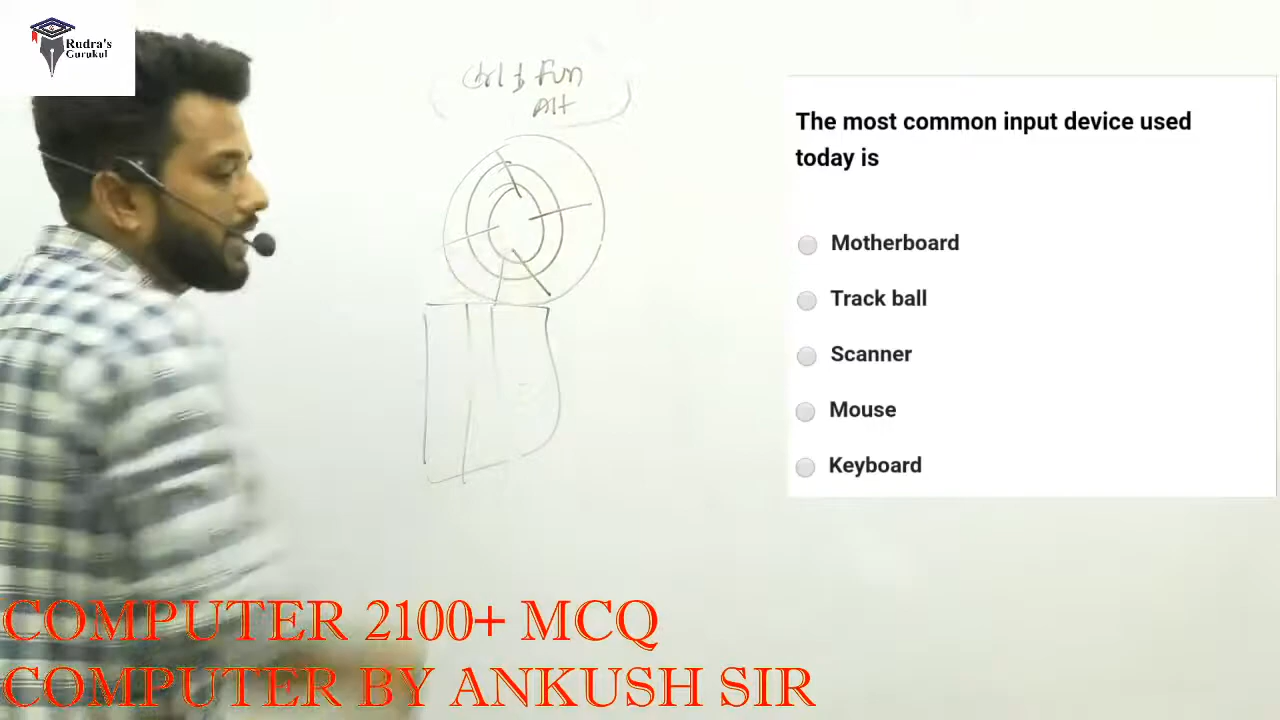 Rudra's
Gurukul
Ctrl + Fun
Alt
The most common input device used
today is
Motherboard
Track ball
Scanner
Mouse
Keyboard
COMPUTER 2100+ MCQ
COMPUTER BY ANKUSH SIR